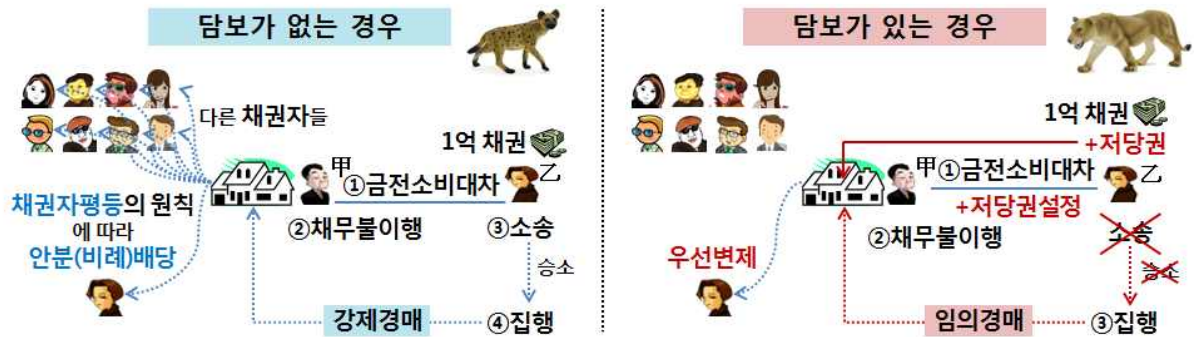 담보가 없는 경우
다른 채권자들
1억 채권
甲
①금전소비대차
乙
채권자평등의 원칙
에 따라
안분(비례)배당
②채무불이행
③소송
승소
강제경매
④집행
담보가 있는 경우
1억 채권
+저당권
甲
①금전소비대차
乙
+저당권설정
②채무불이행
소송
승소
우선변제
임의경매
③집행